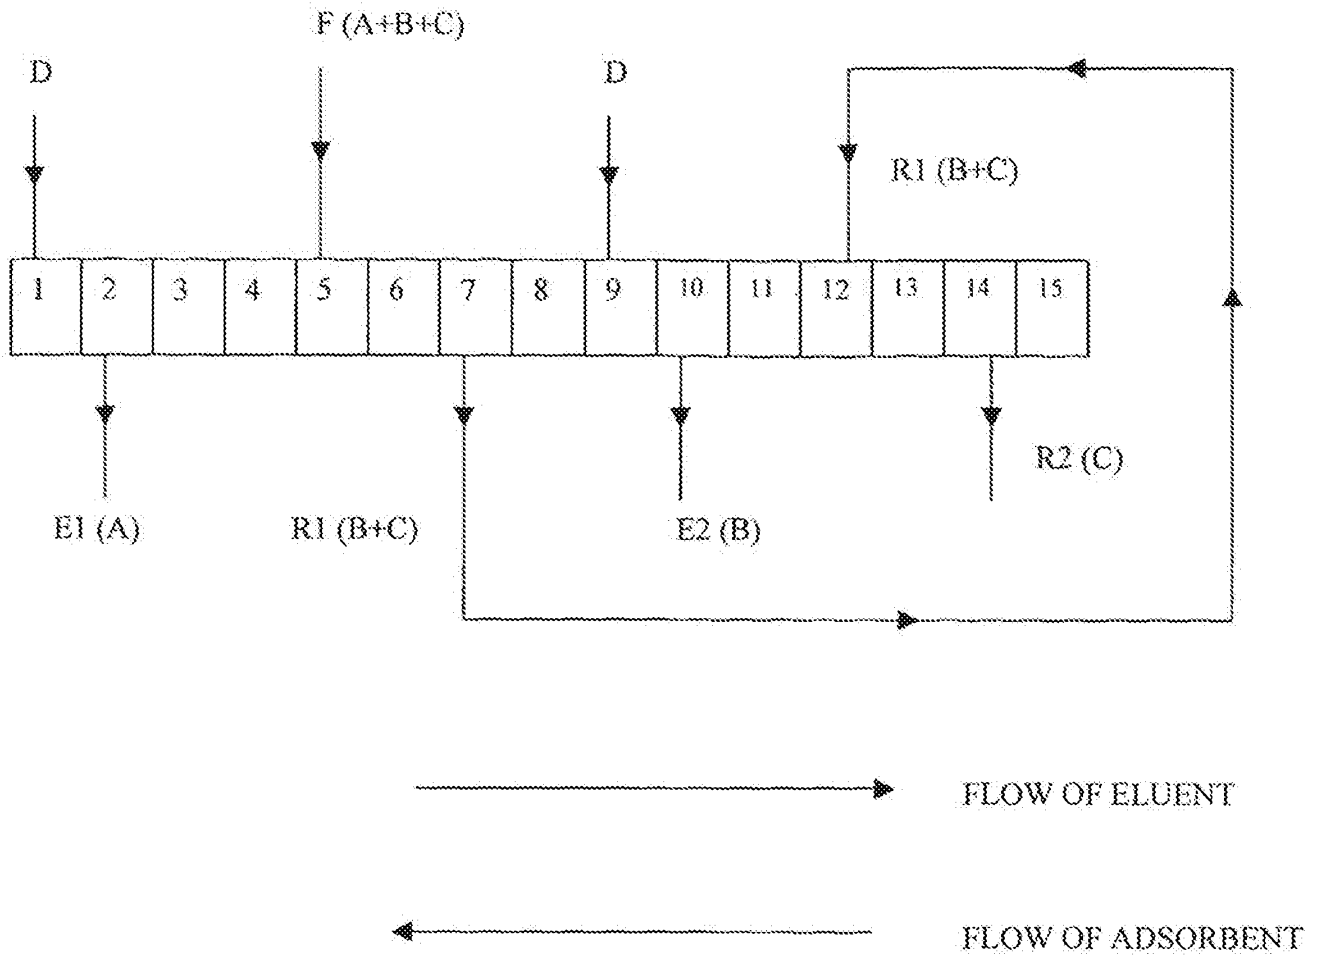 F (A+B+C)
D
D
R1 (B+C)
1 2 3 4 5 6 7 8 9 10 11 12 13 14 15
R2 (C)
E1 (A)
R1 (B+C)
E2 (B)
FLOW OF ELUENT
FLOW OF ADSORBENT